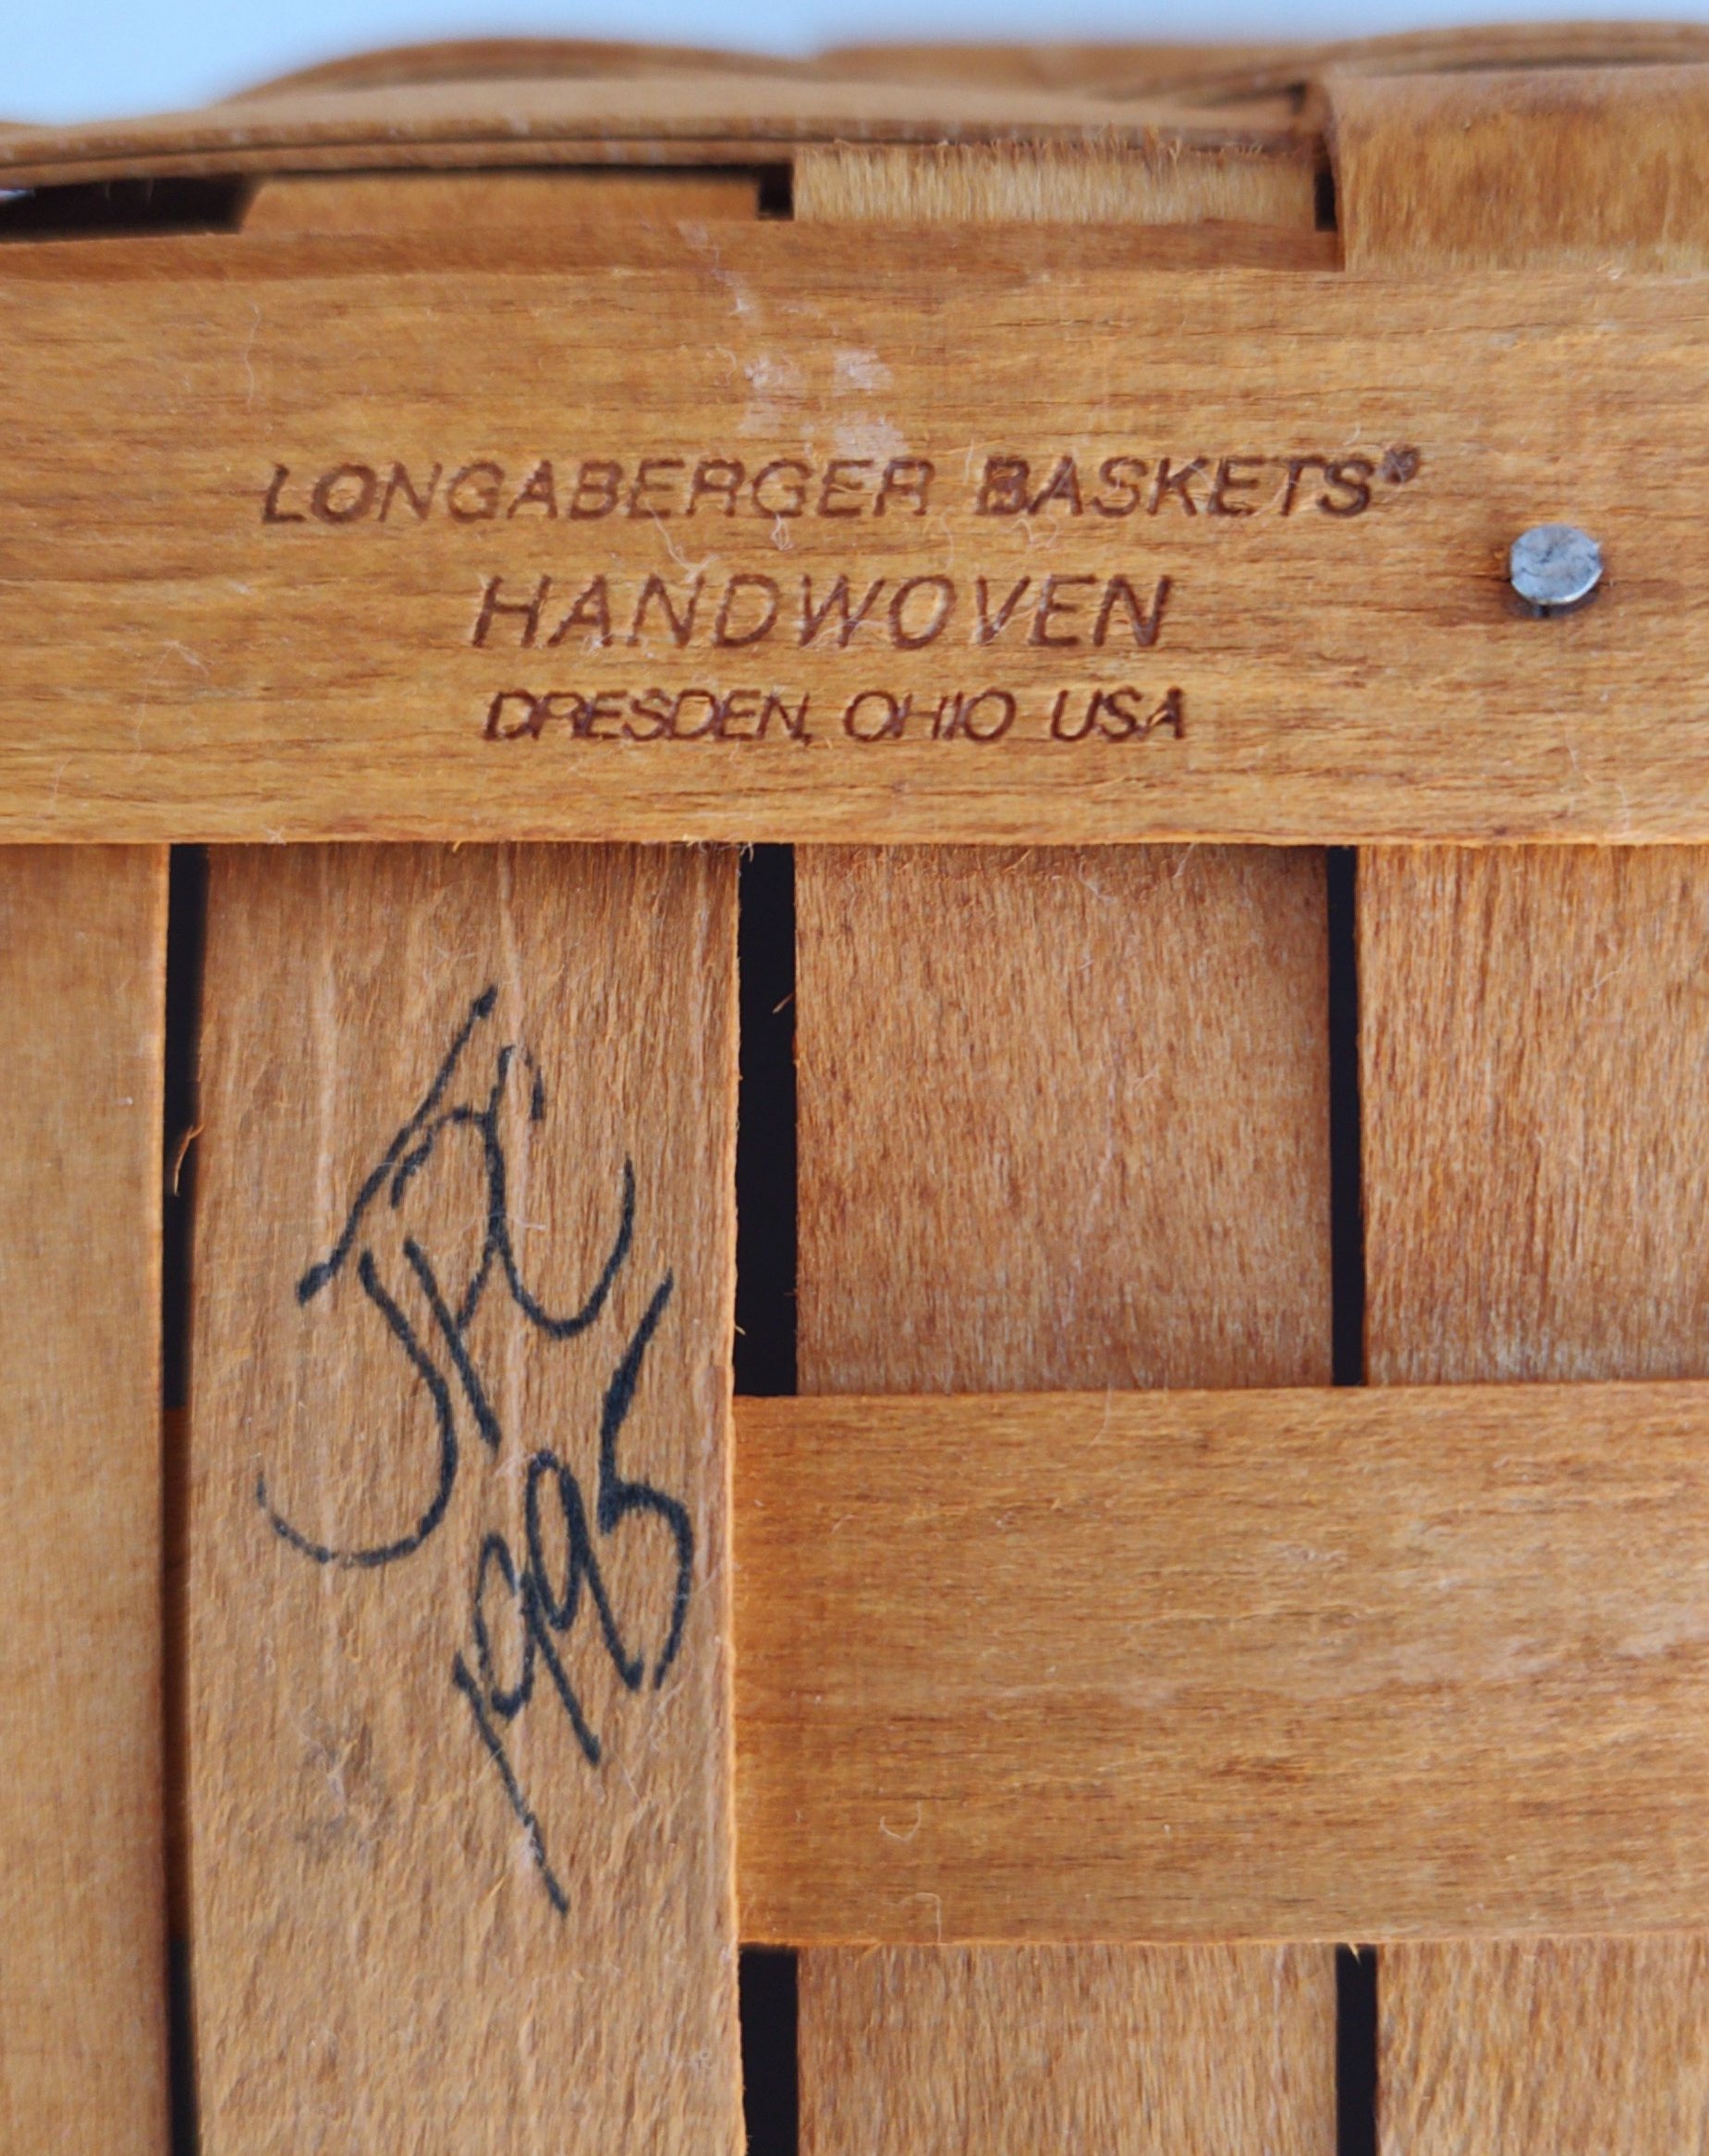 LONGABERGER BASKETS®
HANDWOVEN
DRESDEN, OHIO USA
1995